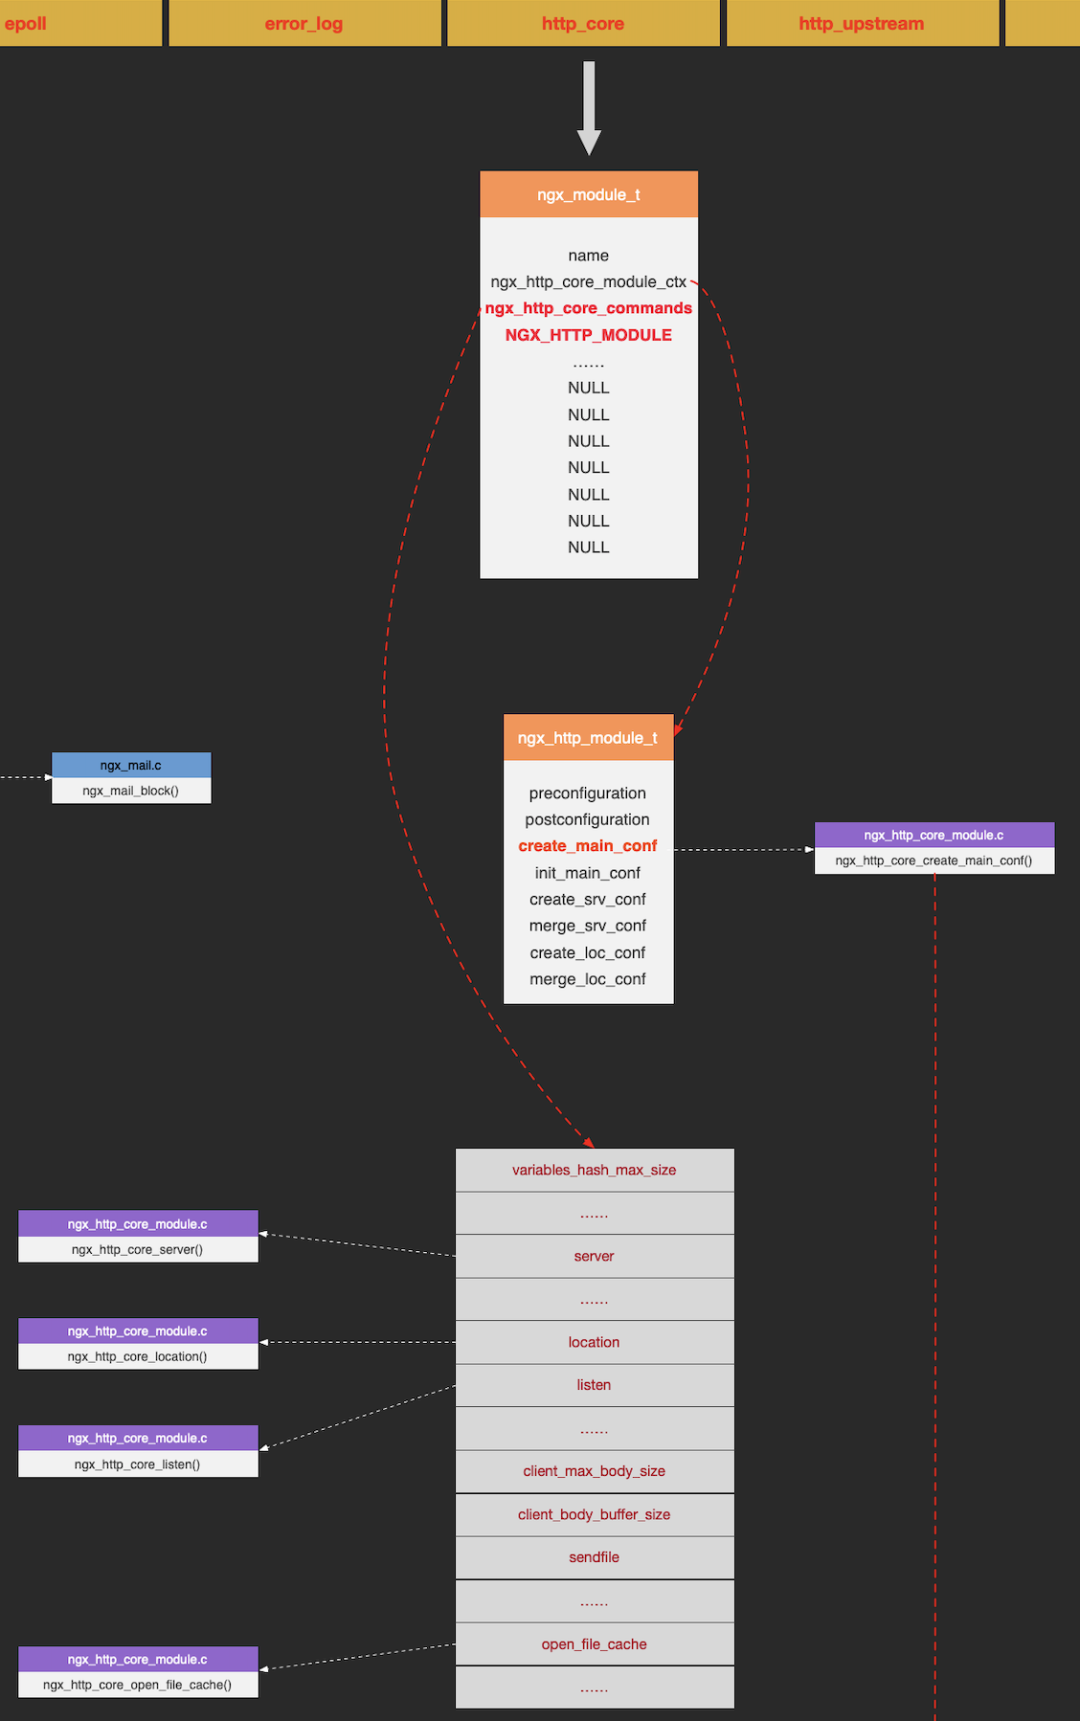 epoll
error_log
http_core
http_upstream
ngx_module_t
name
ngx_http_core_module_ctx
ngx_http_core_commands
NGX_HTTP_MODULE
......
NULL
NULL
NULL
NULL
NULL
NULL
NULL
ngx_mail.c
ngx_mail_block()
ngx_http_module_t
preconfiguration
postconfiguration
create_main_conf
init_main_conf
create_srv_conf
merge_srv_conf
create_loc_conf
merge_loc_conf
ngx_http_core_module.c
ngx_http_core_create_main_conf()
variables_hash_max_size
......
server
......
location
listen
......
client_max_body_size
client_body_buffer_size
sendfile
......
open_file_cache
......
ngx_http_core_module.c
ngx_http_core_server()
ngx_http_core_module.c
ngx_http_core_location()
ngx_http_core_module.c
ngx_http_core_listen()
ngx_http_core_module.c
ngx_http_core_open_file_cache()